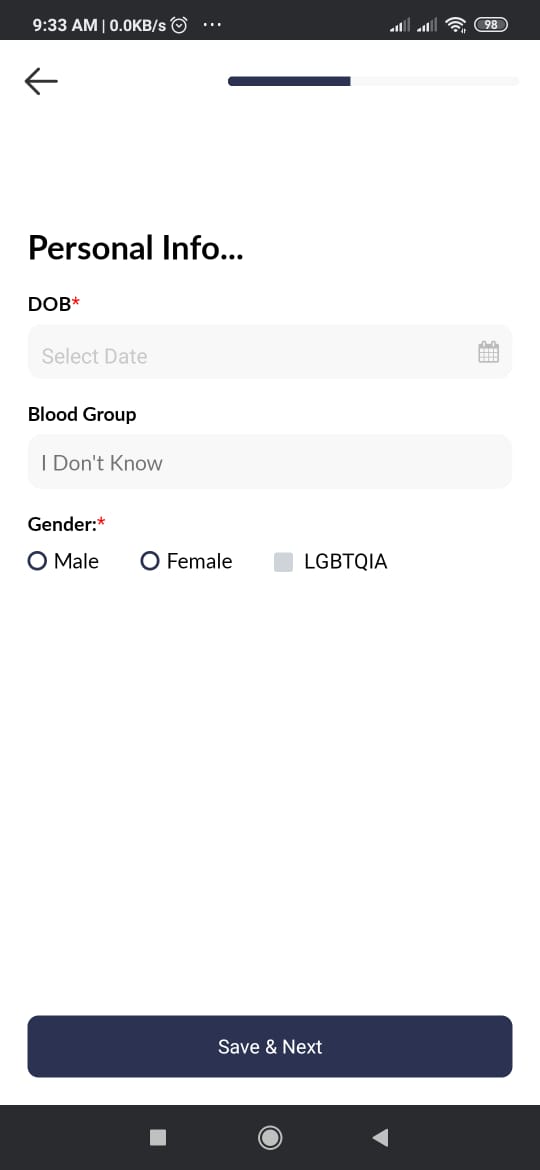 9:33 AM | 0.0KB/s ...
98
Personal Info...
DOB*
Select Date
Blood Group
I Don't Know
Gender:*
Male Female LGBTQIA
Save & Next